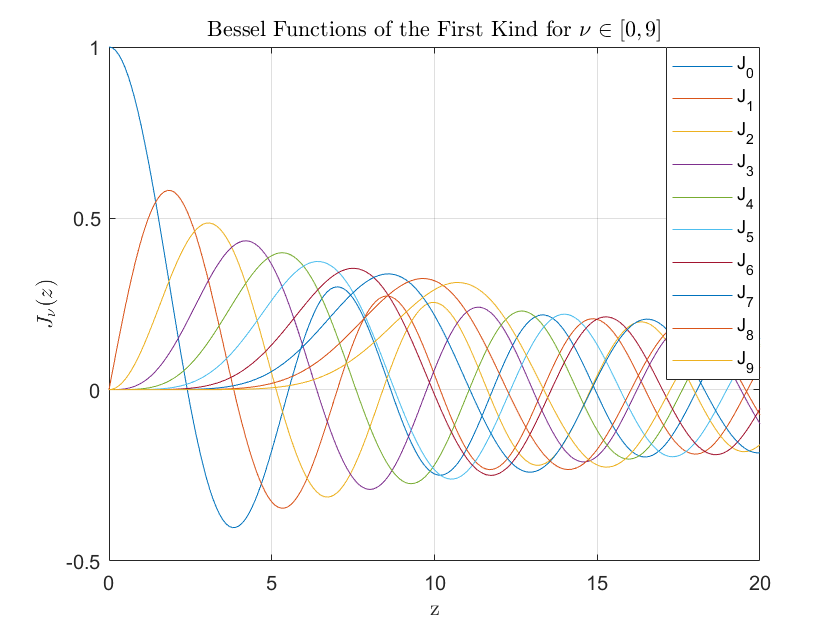 Bessel Functions of the First Kind for ν ∈ [0, 9]
1
0.5
0
-0.5
J_ν(z)
0 5 10 15 20
z
J_0
J_1
J_2
J_3
J_4
J_5
J_6
J_7
J_8
J_9